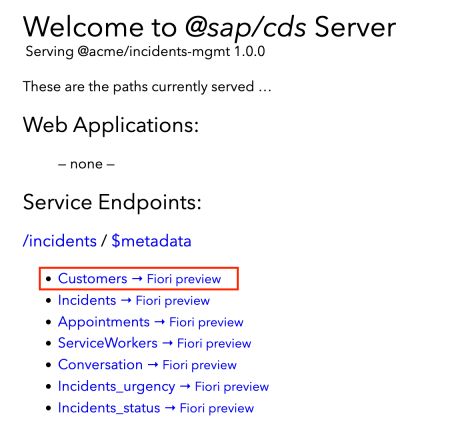 Welcome to @sap/cds Server
Serving @acme/incidents-mgmt 1.0.0
These are the paths currently served …
Web Applications:
– none –
Service Endpoints:
/incidents / $metadata
• Customers → Fiori preview
• Incidents → Fiori preview
• Appointments → Fiori preview
• ServiceWorkers → Fiori preview
• Conversation → Fiori preview
• Incidents_urgency → Fiori preview
• Incidents_status → Fiori preview